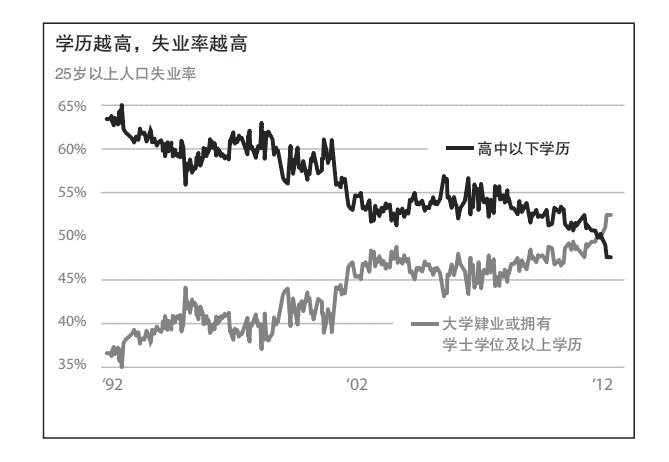 学历越高，失业率越高
25岁以上人口失业率
65%
60%
高中以下学历
55%
50%
45%
40%
大学肄业或拥有
学士学位及以上学历
35%
‘92
‘02
‘12